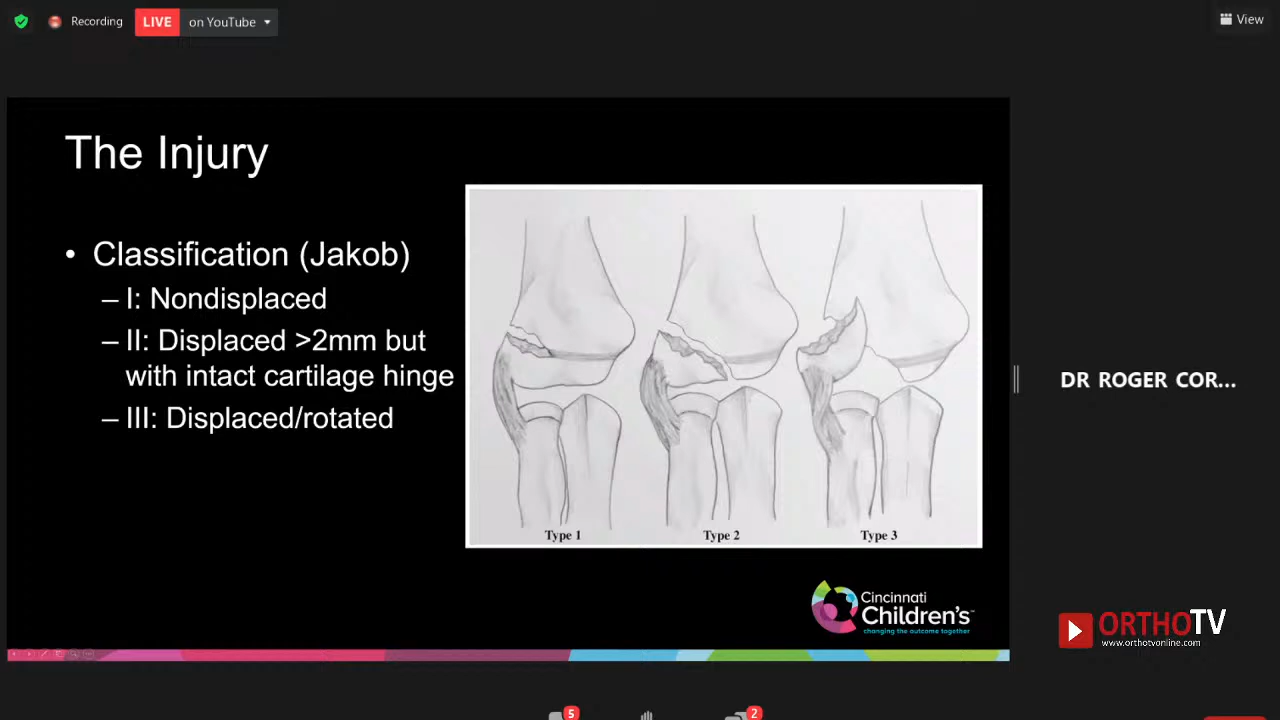 Recording
LIVE on YouTube
View
The Injury
• Classification (Jakob)
– I: Nondisplaced
– II: Displaced >2mm but
with intact cartilage hinge
– III: Displaced/rotated
Type 1 Type 2 Type 3
Cincinnati
Children's
changing the outcome together
DR ROGER COR...
ORTHOTV
www.orthotvonline.com
5
2